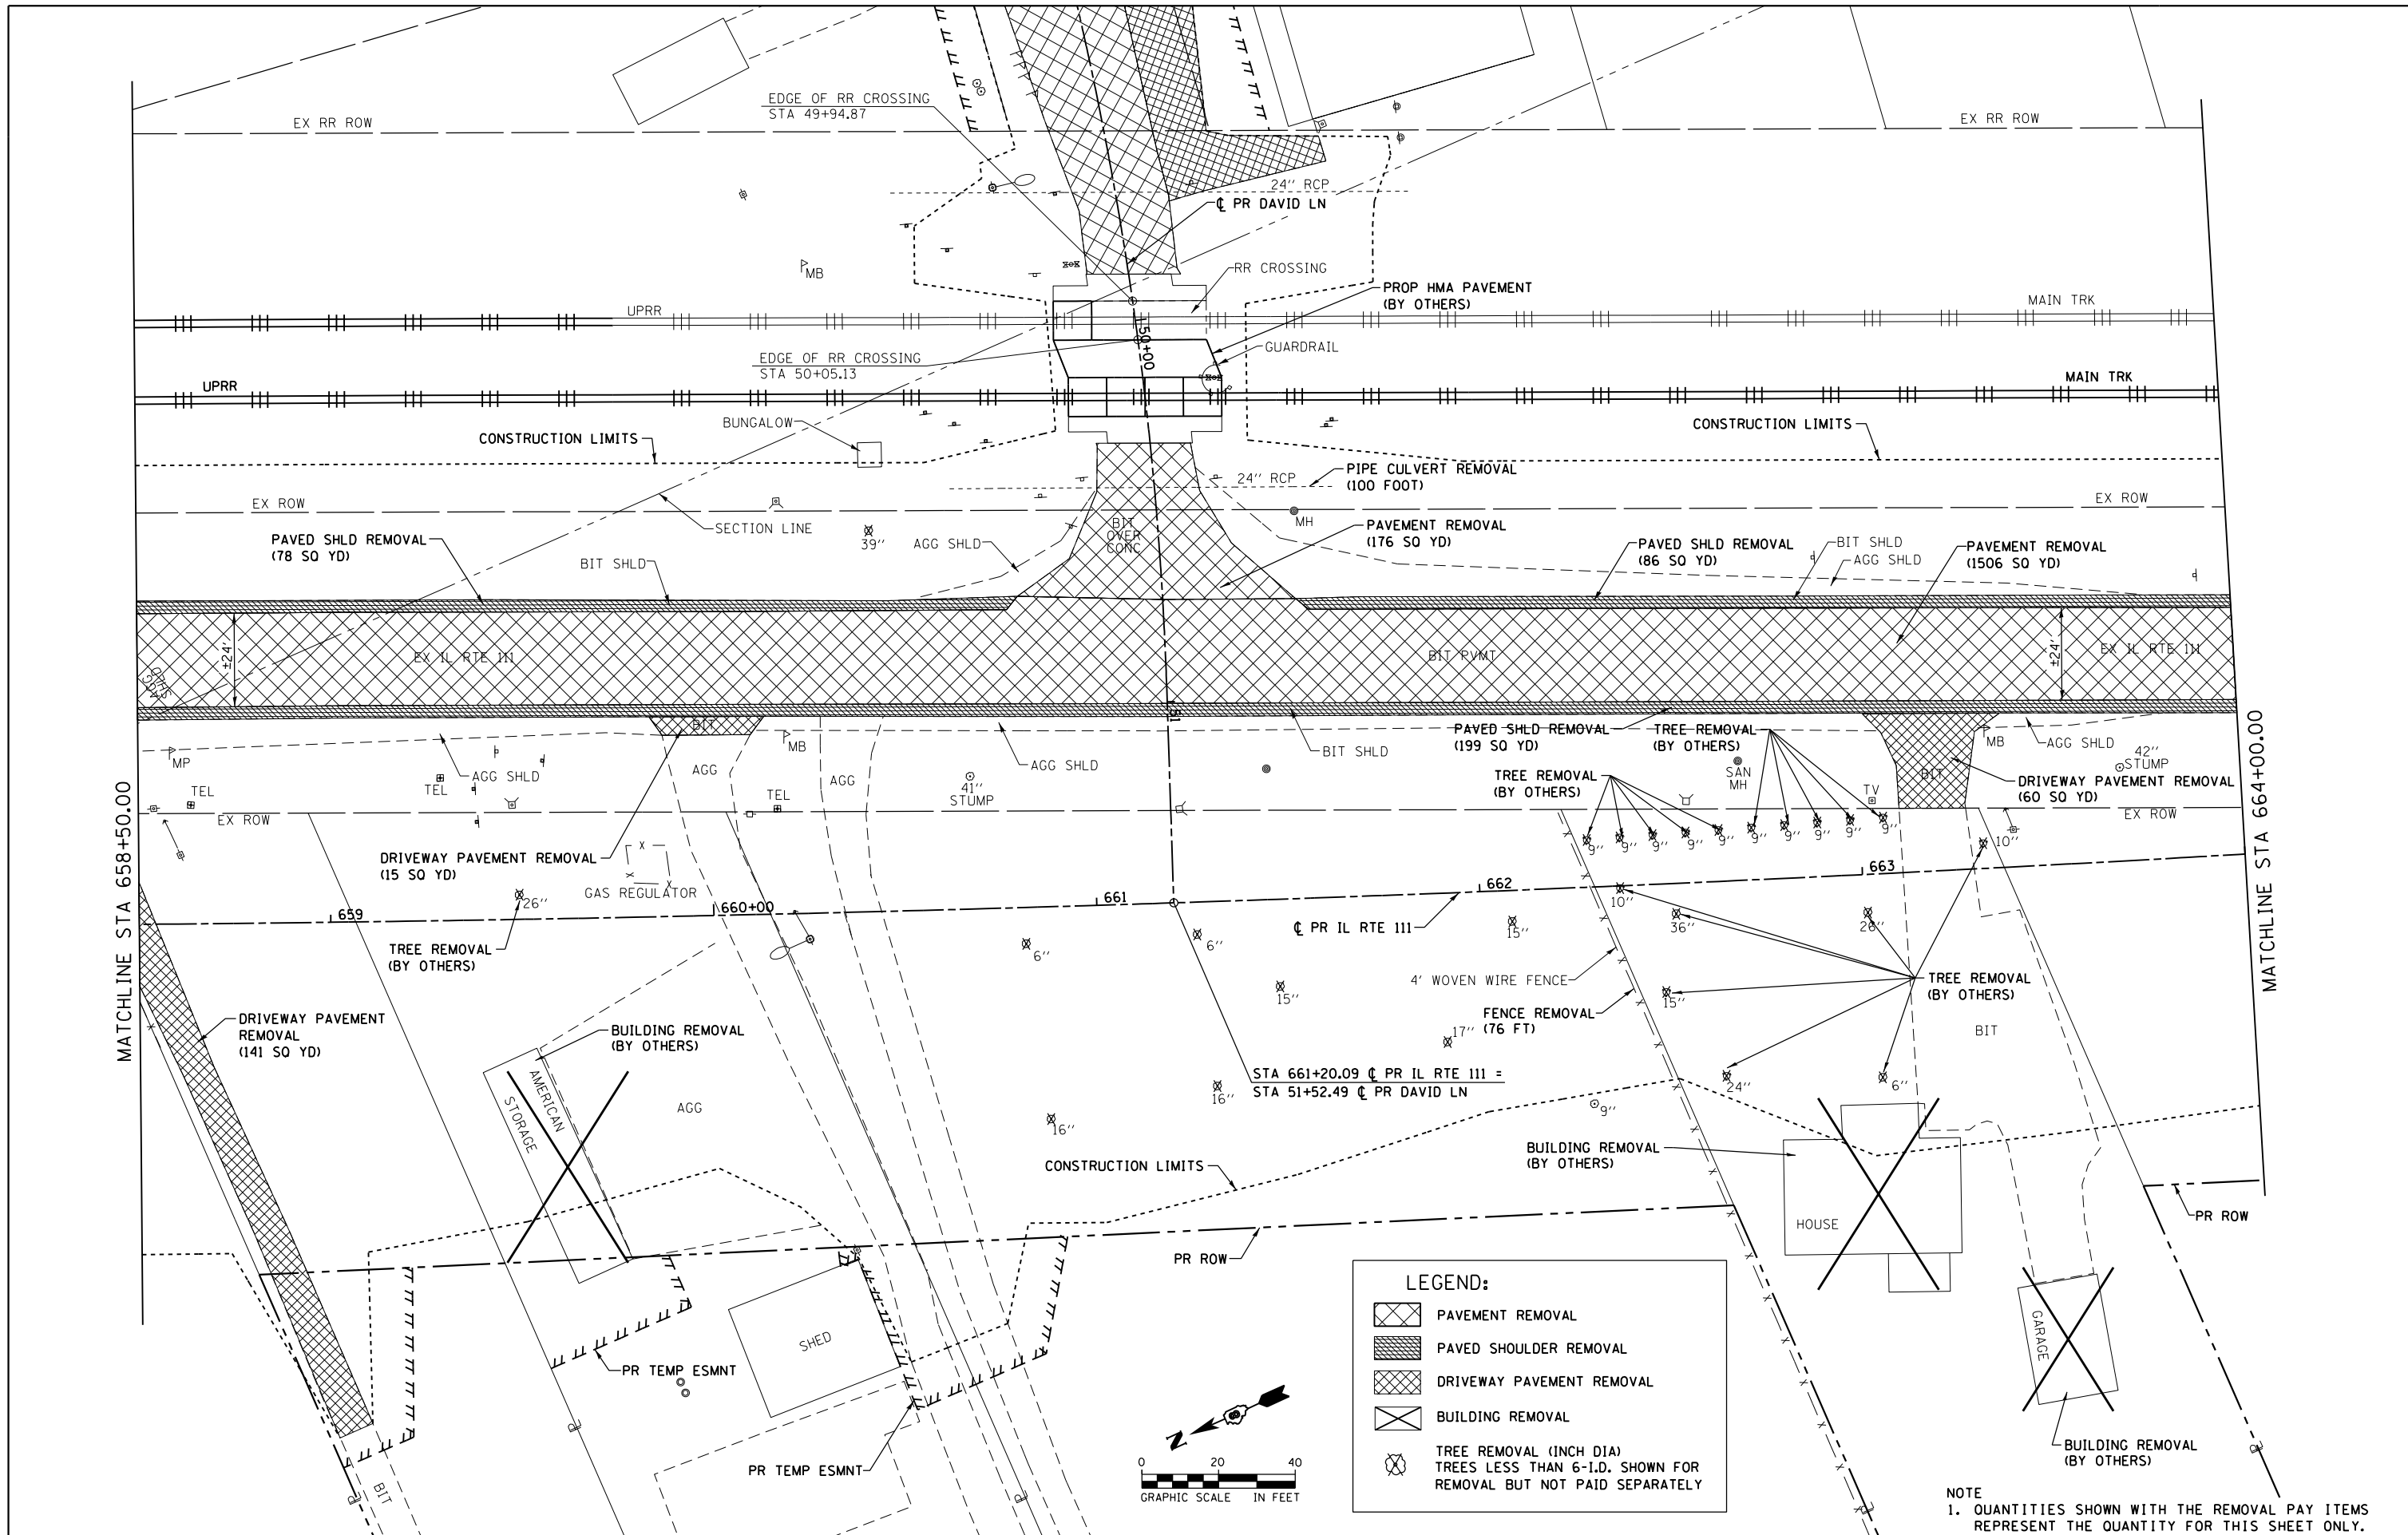 EDGE OF RR CROSSING
STA 49+94.87
EX RR ROW
EX RR ROW
24'' RCP
℄ PR DAVID LN
MB
RR CROSSING
PROP HMA PAVEMENT
(BY OTHERS)
UPRR
MAIN TRK
50+00
GUARDRAIL
EDGE OF RR CROSSING
STA 50+05.13
UPRR
MAIN TRK
BUNGALOW
CONSTRUCTION LIMITS
CONSTRUCTION LIMITS
PIPE CULVERT REMOVAL
(100 FOOT)
24'' RCP
EX ROW
EX ROW
SECTION LINE
MH
39''
BIT
OVER
CONC
PAVEMENT REMOVAL
(176 SQ YD)
PAVED SHLD REMOVAL
(78 SQ YD)
AGG SHLD
BIT SHLD
PAVED SHLD REMOVAL
(86 SQ YD)
BIT SHLD
AGG SHLD
PAVEMENT REMOVAL
(1506 SQ YD)
±24'
EX IL RTE 111
BIT PVMT
±24'
EX IL RTE 111
AGG
SHLD
51
BIT
MB
MP
AGG SHLD
AGG
AGG
AGG SHLD
BIT SHLD
PAVED SHLD REMOVAL
(199 SQ YD)
TREE REMOVAL
(BY OTHERS)
MB
AGG SHLD
42''
STUMP
TEL
TEL
TEL
41''
STUMP
TREE REMOVAL
(BY OTHERS)
SAN
MH
TV
BIT
DRIVEWAY PAVEMENT REMOVAL
(60 SQ YD)
EX ROW
EX ROW
9''
9''
9''
9''
9''
9''
9''
9''
9''
9''
10''
DRIVEWAY PAVEMENT REMOVAL
(15 SQ YD)
GAS REGULATOR
26''
659
660+00
661
662
663
TREE REMOVAL
(BY OTHERS)
6''
6''
15''
℄ PR IL RTE 111
15''
10''
36''
26''
4' WOVEN WIRE FENCE
15''
TREE REMOVAL
(BY OTHERS)
FENCE REMOVAL
(76 FT)
17''
BIT
DRIVEWAY PAVEMENT
REMOVAL
(141 SQ YD)
BUILDING REMOVAL
(BY OTHERS)
AMERICAN
STORAGE
AGG
STA 661+20.09 ℄ PR IL RTE 111 =
STA 51+52.49 ℄ PR DAVID LN
16''
16''
24''
6''
9''
CONSTRUCTION LIMITS
BUILDING REMOVAL
(BY OTHERS)
HOUSE
PR ROW
PR ROW
MATCHLINE STA 658+50.00
MATCHLINE STA 664+00.00
SHED
PR TEMP ESMNT
PR TEMP ESMNT
BIT
N
0 20 40
GRAPHIC SCALE IN FEET
LEGEND:
PAVEMENT REMOVAL
PAVED SHOULDER REMOVAL
DRIVEWAY PAVEMENT REMOVAL
BUILDING REMOVAL
TREE REMOVAL (INCH DIA)
TREES LESS THAN 6-I.D. SHOWN FOR
REMOVAL BUT NOT PAID SEPARATELY
GARAGE
BUILDING REMOVAL
(BY OTHERS)
NOTE
1. QUANTITIES SHOWN WITH THE REMOVAL PAY ITEMS
REPRESENT THE QUANTITY FOR THIS SHEET ONLY.